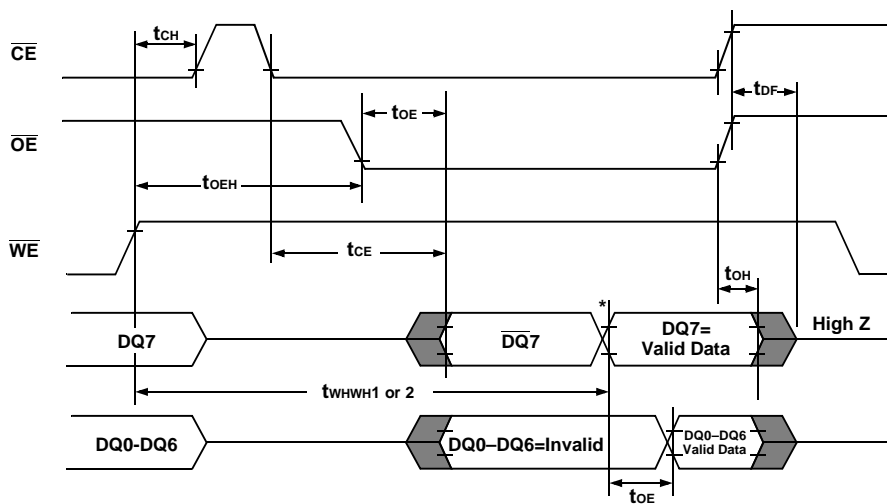 tCH
CE
tDF
tOE
OE
tOEH
WE
tCE
tOH
*
DQ7
DQ7
DQ7=
Valid Data
High Z
tWHWH1 or 2
DQ0-DQ6
DQ0–DQ6=Invalid
DQ0–DQ6
Valid Data
tOE